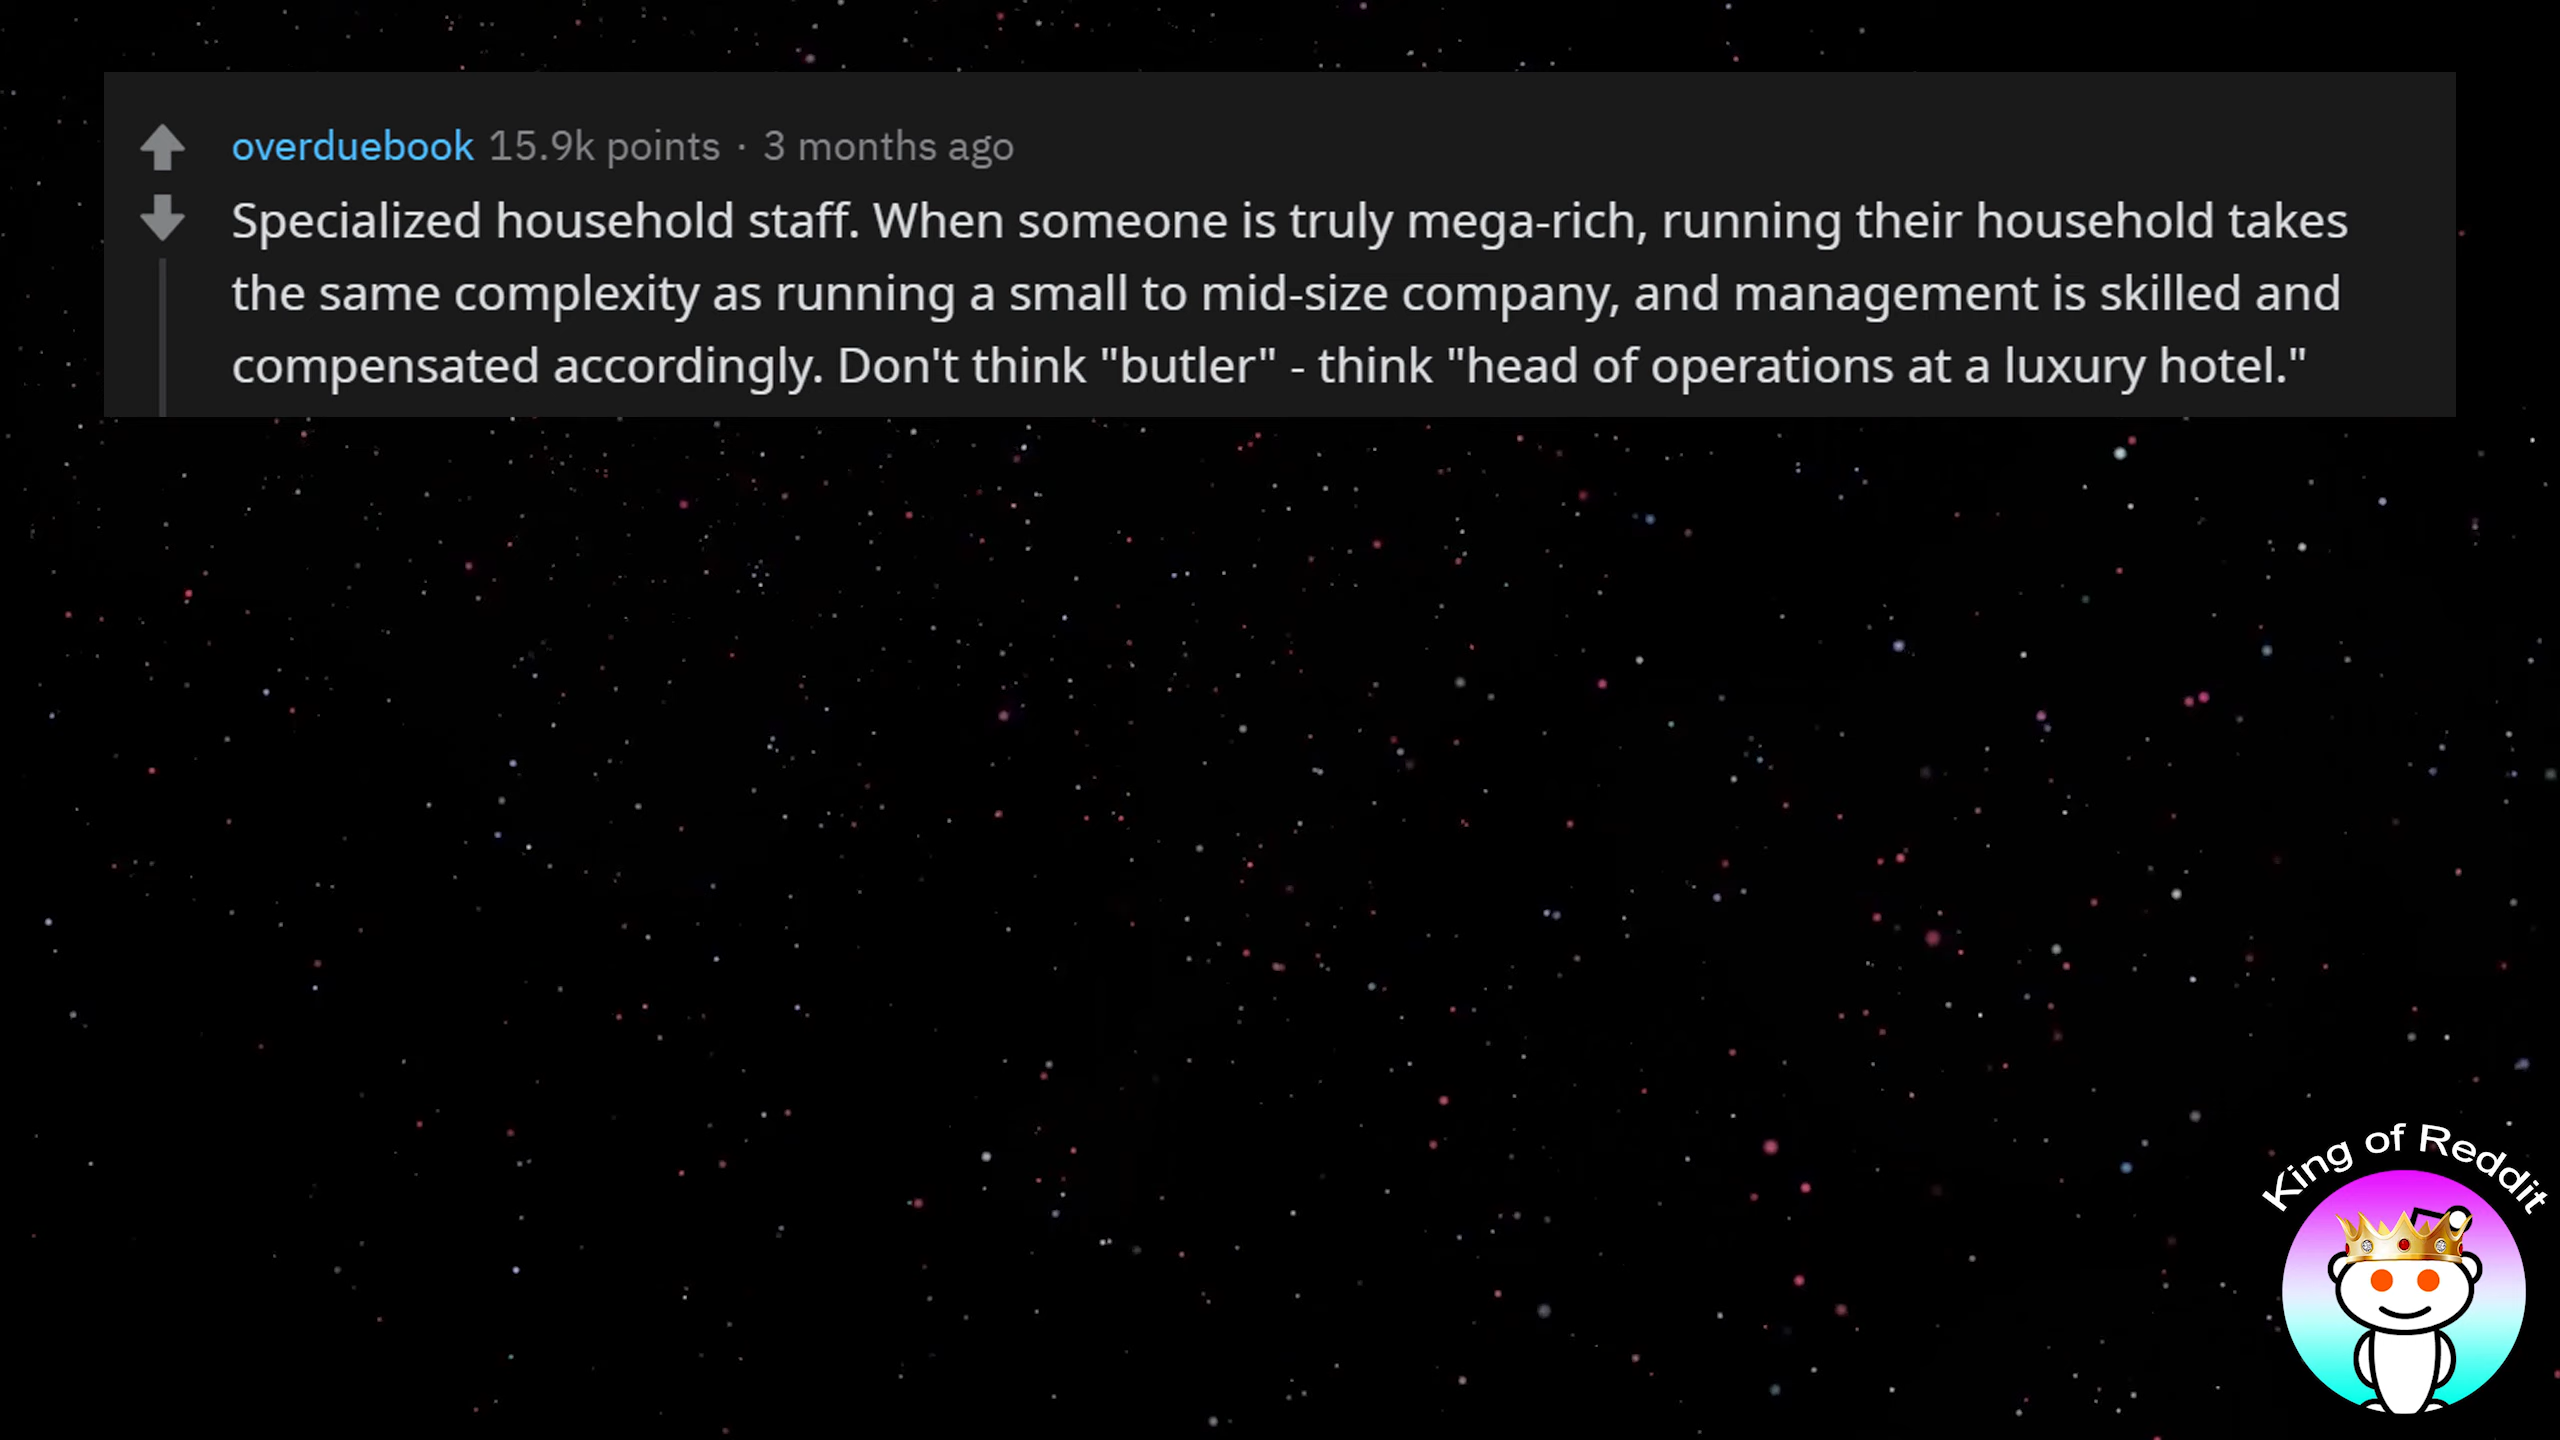 overduebook 15.9k points · 3 months ago
Specialized household staff. When someone is truly mega-rich, running their household takes
the same complexity as running a small to mid-size company, and management is skilled and
compensated accordingly. Don't think "butler" - think "head of operations at a luxury hotel."
King of Reddit